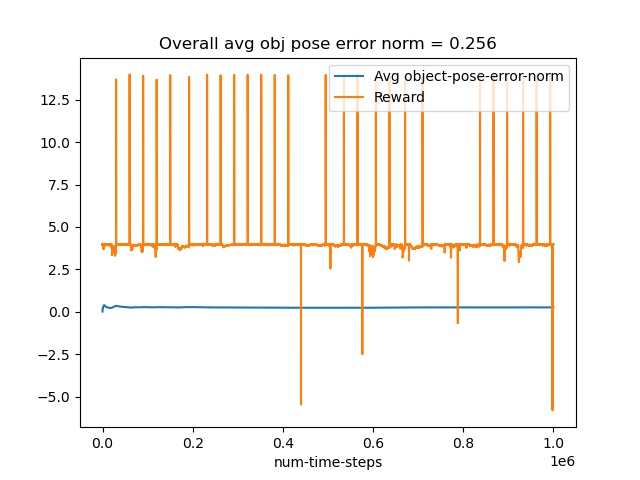 Overall avg obj pose error norm = 0.256
Avg object-pose-error-norm
Reward
12.5
10.0
7.5
5.0
2.5
0.0
−2.5
−5.0
0.0 0.2 0.4 0.6 0.8 1.0
1e6
num-time-steps